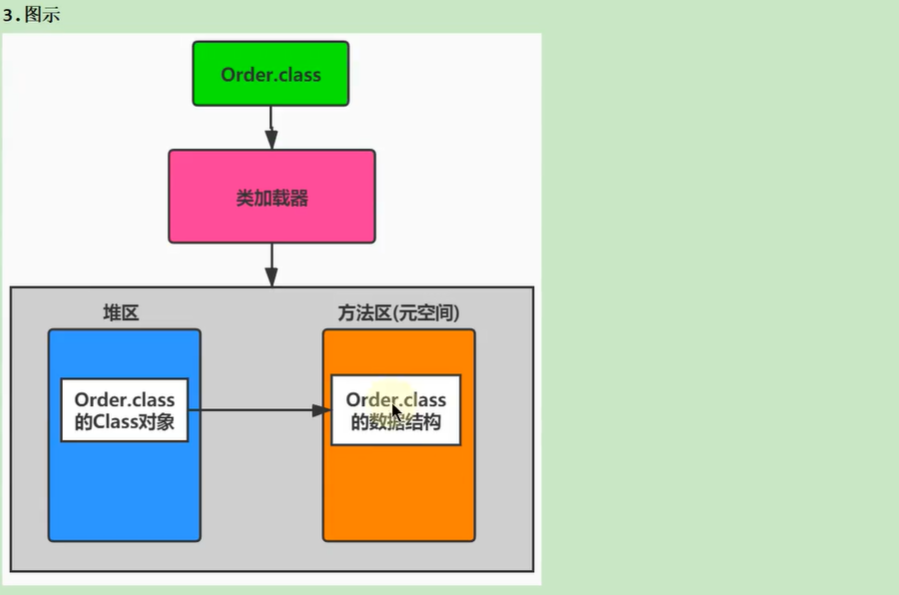 3.图示
Order.class
类加载器
堆区
方法区(元空间)
Order.class
的Class对象
Order.class
的数据结构